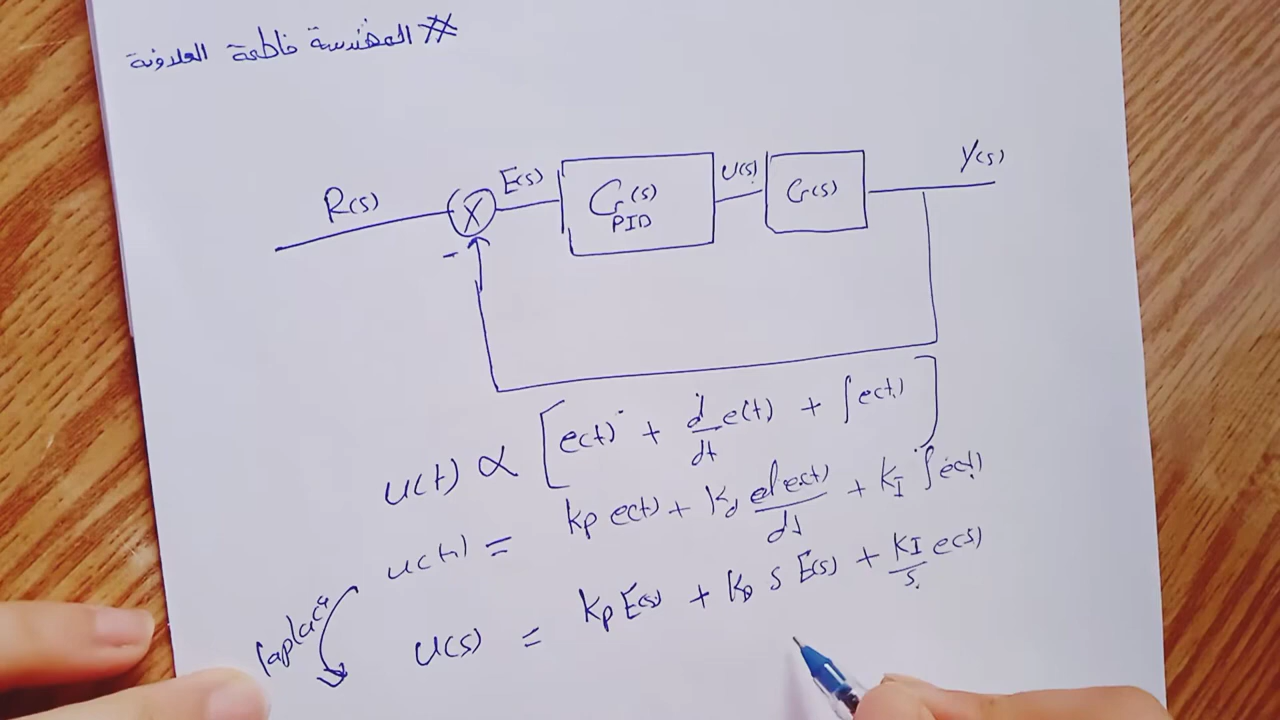 # المهندسة فاطمة العلاونة
R(s) E(s) G(s) U(s) G(s) Y(s)
PID
-
u(t) ∝ [e(t) + d/dt e(t) + ∫e(t)]
u(t) = kp e(t) + Kd de(t)/dt + KI ∫e(t)
laplace
U(s) = kp E(s) + KD S E(s) + KI/s e(s)